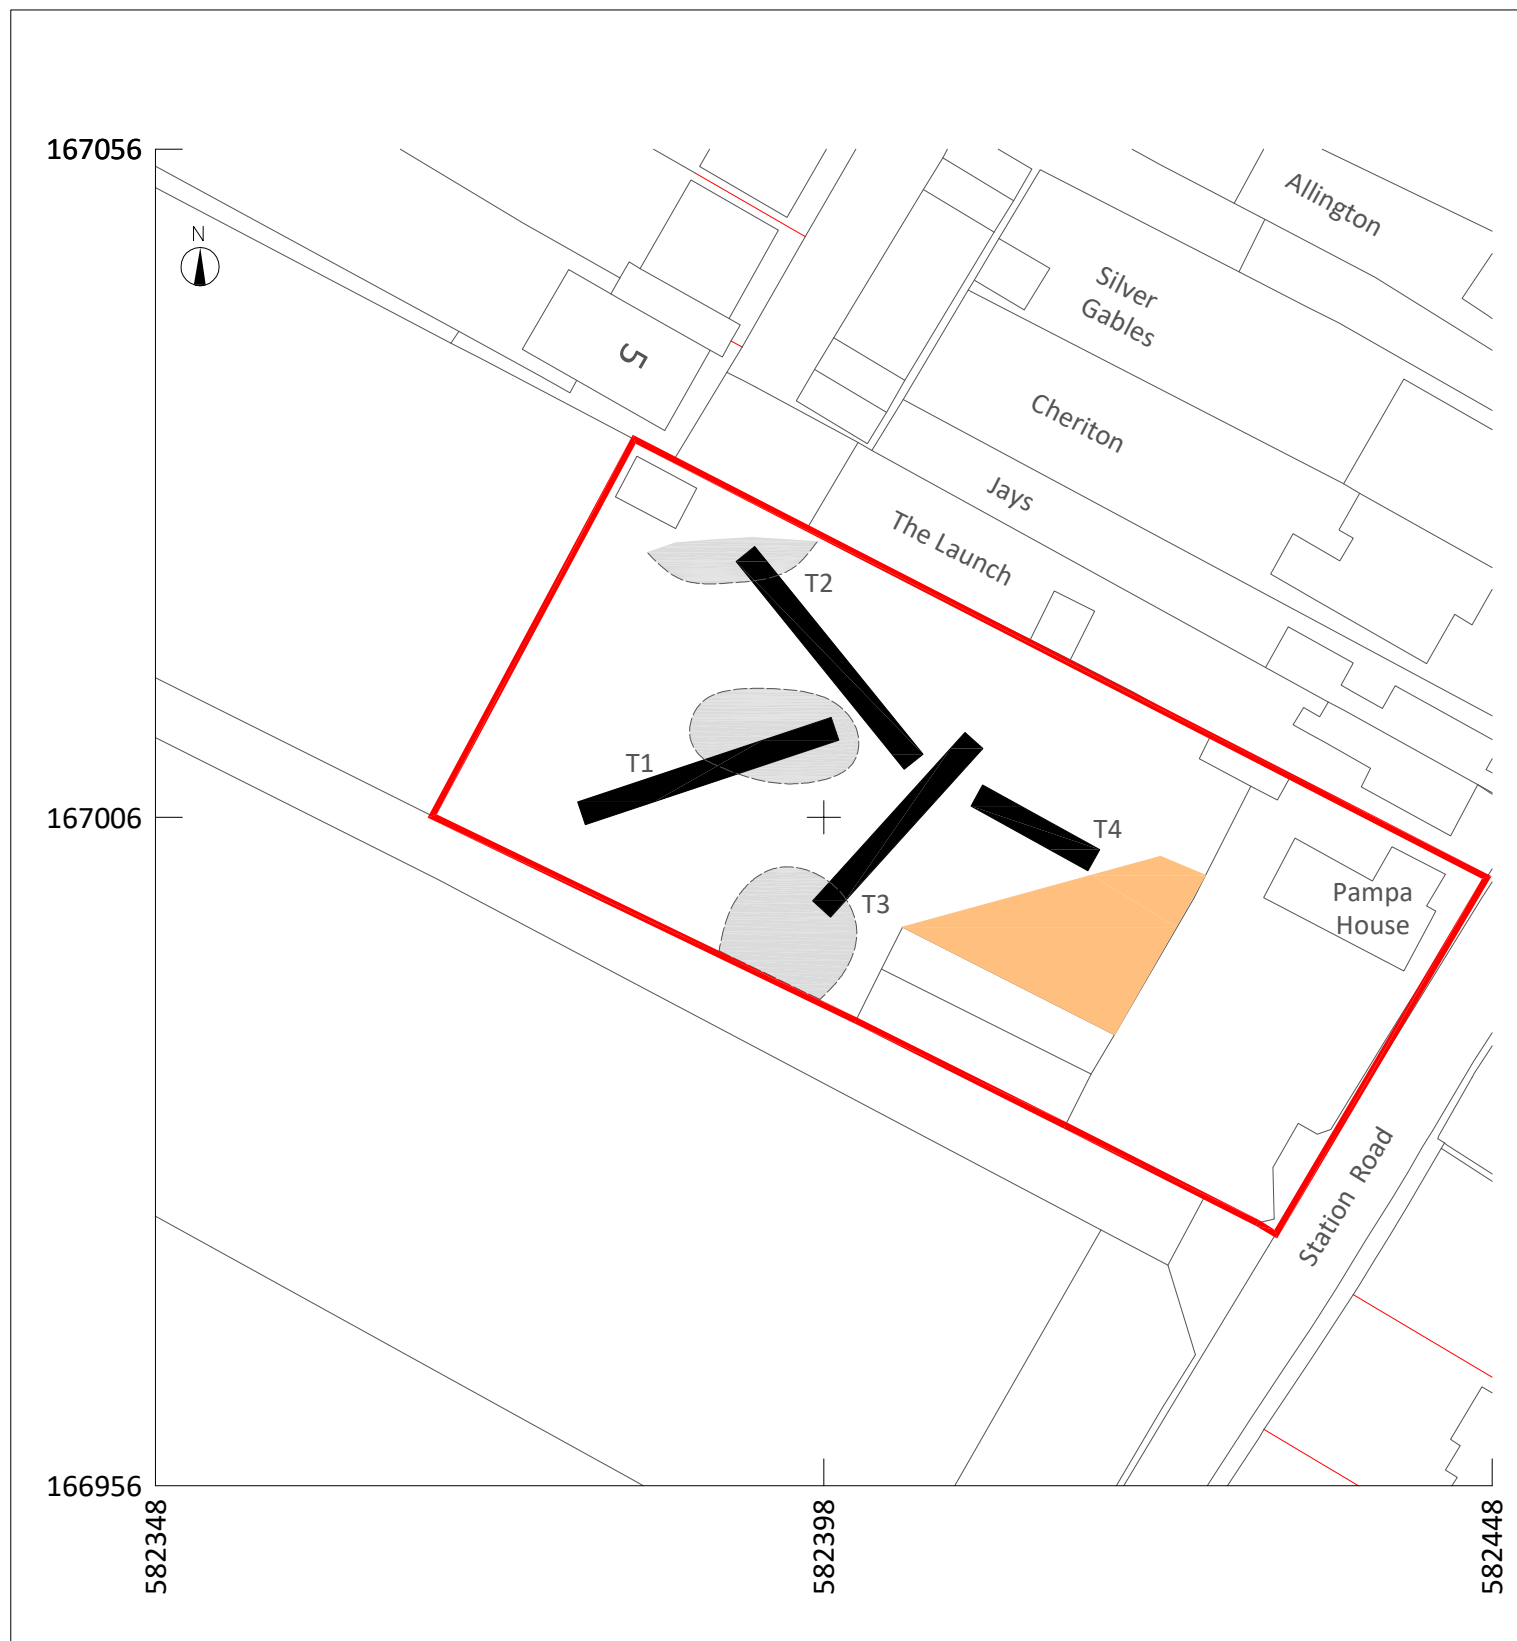 167056
N
Allington
Silver
Gables
5
Cheriton
Jays
The Launch
T2
T1
167006
T4
Pampa
House
T3
Station Road
166956
582348
582398
582448